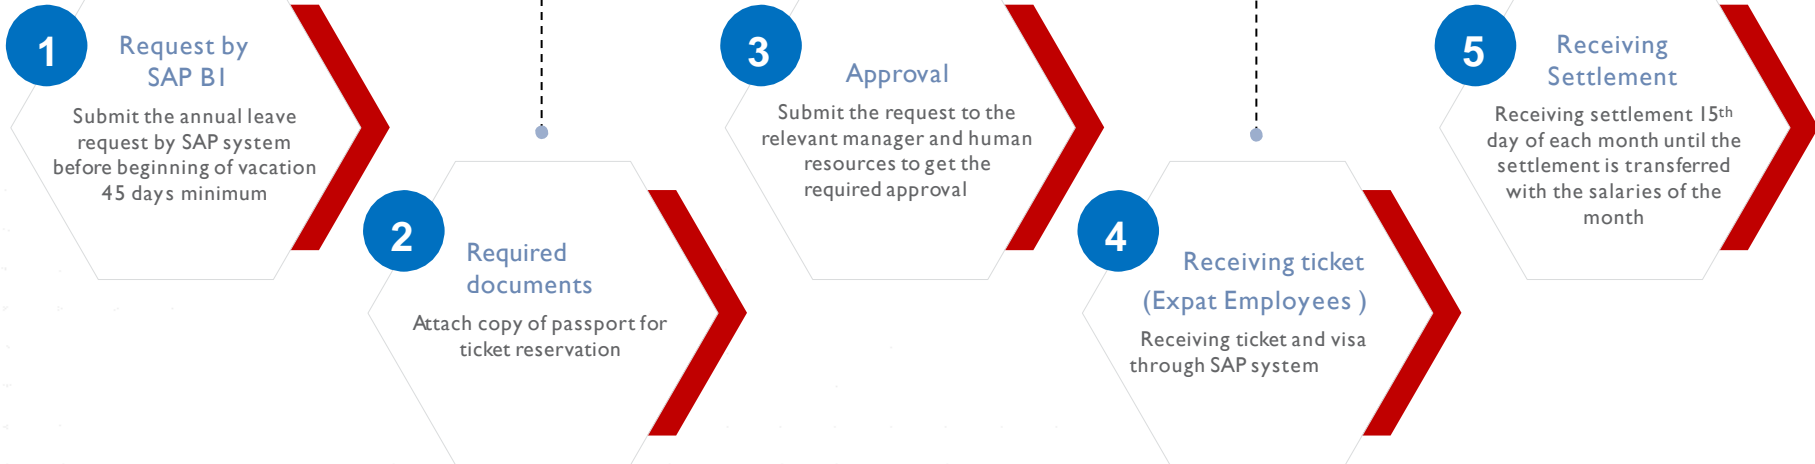 1
Request by
SAP B1
Submit the annual leave
request by SAP system
before beginning of vacation
45 days minimum
2
Required
documents
Attach copy of passport for
ticket reservation
3
Approval
Submit the request to the
relevant manager and human
resources to get the
required approval
4
Receiving ticket
(Expat Employees )
Receiving ticket and visa
through SAP system
5
Receiving
Settlement
Receiving settlement 15th
day of each month until the
settlement is transferred
with the salaries of the
month